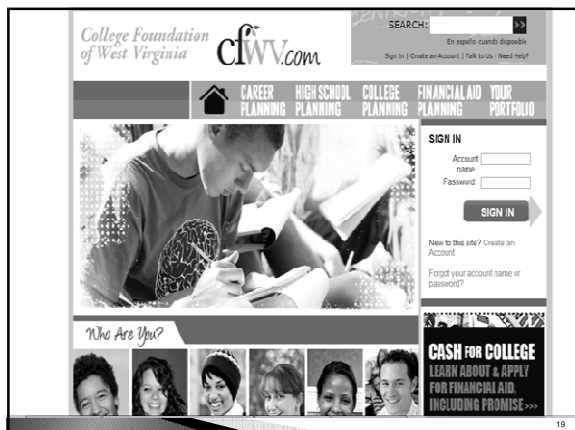 College Foundation
of West Virginia
cfwv.com
SEARCH: >>
En español cuando disponible
Sign In | Create an Account | Talk to Us | Need Help?
CAREER PLANNING
HIGH SCHOOL PLANNING
COLLEGE PLANNING
FINANCIAL AID PLANNING
YOUR PORTFOLIO
SIGN IN
Account
name:
Password:
SIGN IN
New to this site? Create an
Account
Forgot your account name or
password?
Who Are You?
CASH FOR COLLEGE
LEARN ABOUT & APPLY
FOR FINANCIAL AID.
INCLUDING PROMISE >>>
19